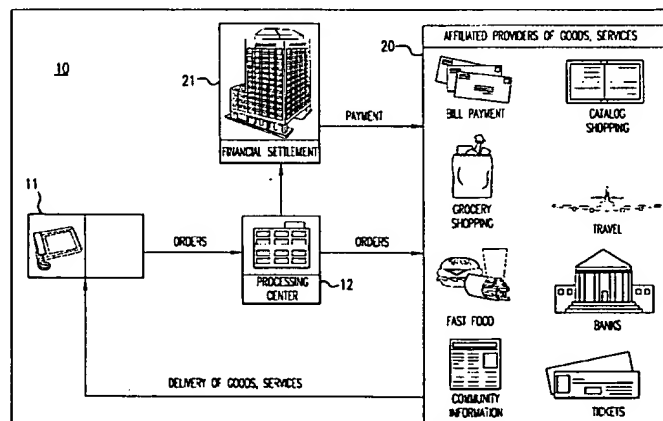 10
21
20
AFFILIATED PROVIDERS OF GOODS, SERVICES
BILL PAYMENT
CATALOG
SHOPPING
PAYMENT
FINANCIAL SETTLEMENT
GROCERY
SHOPPING
TRAVEL
11
ORDERS
ORDERS
PROCESSING
CENTER
12
FAST FOOD
BANKS
DELIVERY OF GOODS, SERVICES
COMMUNITY
INFORMATION
TICKETS